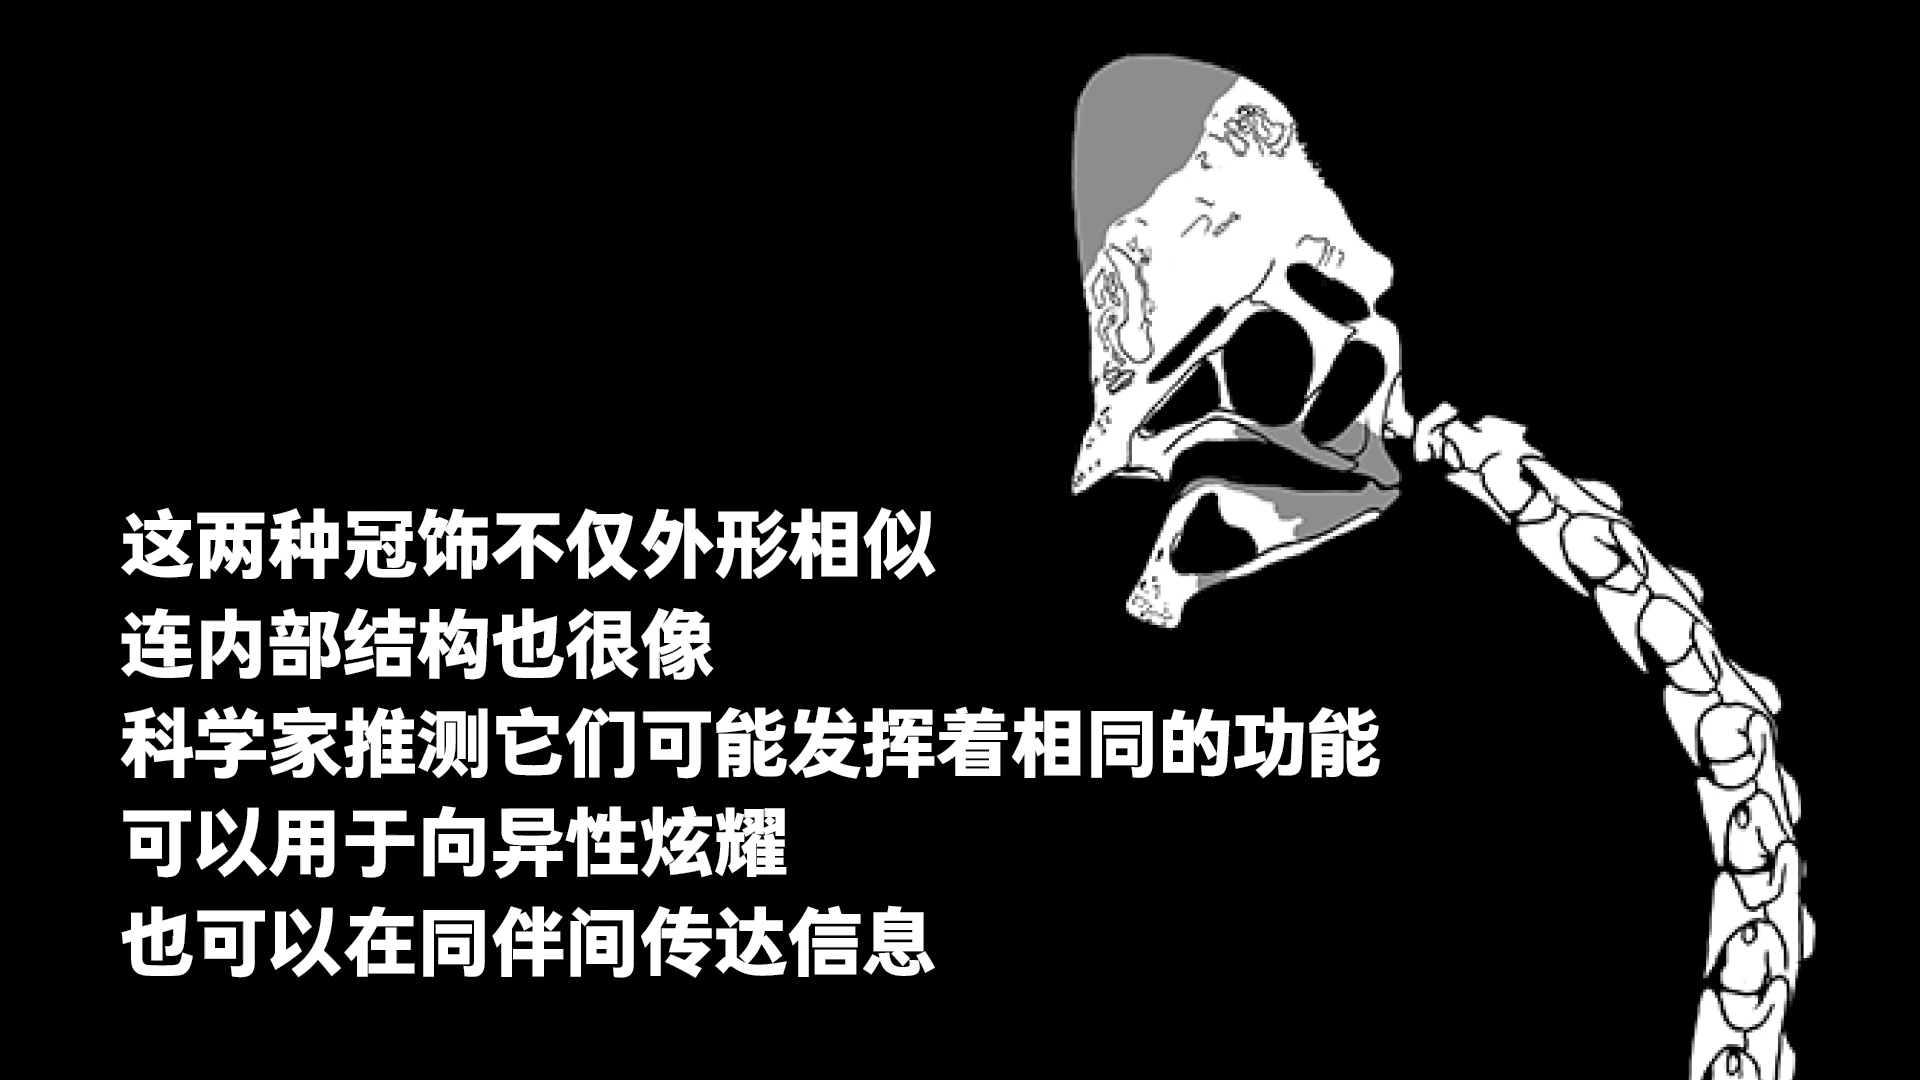 这两种冠饰不仅外形相似
连内部结构也很像
科学家推测它们可能发挥着相同的功能
可以用于向异性炫耀
也可以在同伴间传达信息